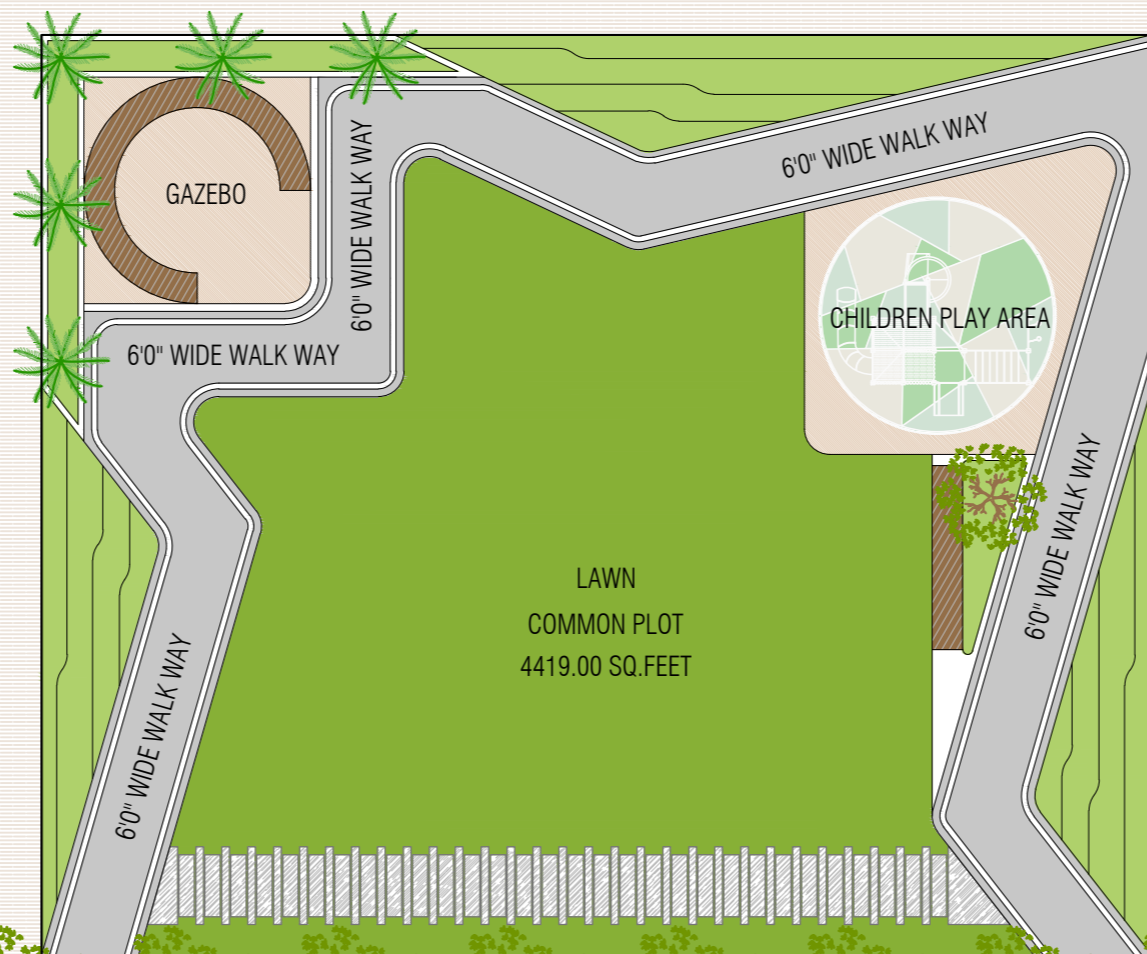 6'0" WIDE WALK WAY
GAZEBO
6'0" WIDE WALK WAY
6'0" WIDE WALK WAY
CHILDREN PLAY AREA
6'0" WIDE WALK WAY
LAWN
COMMON PLOT
4419.00 SQ.FEET
6'0" WIDE WALK WAY